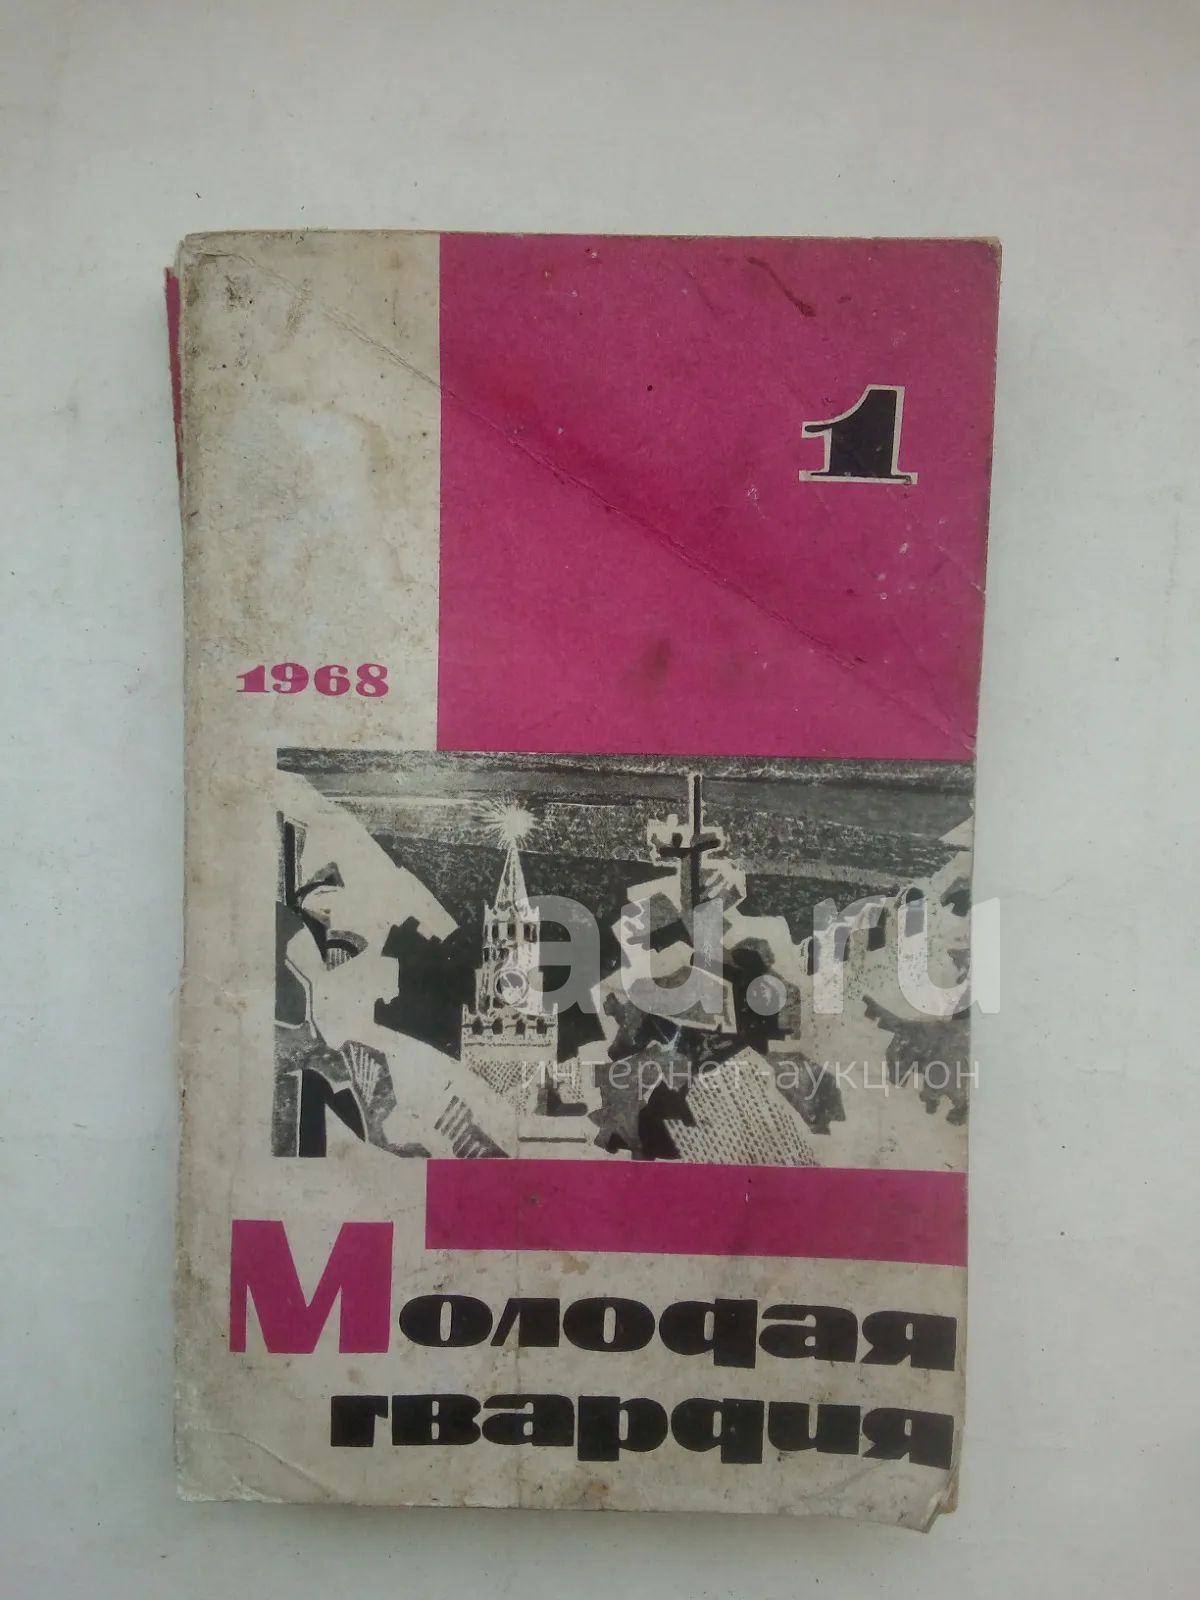 1
1968
au.ru
интернет-аукцион
Молодая
гвардия